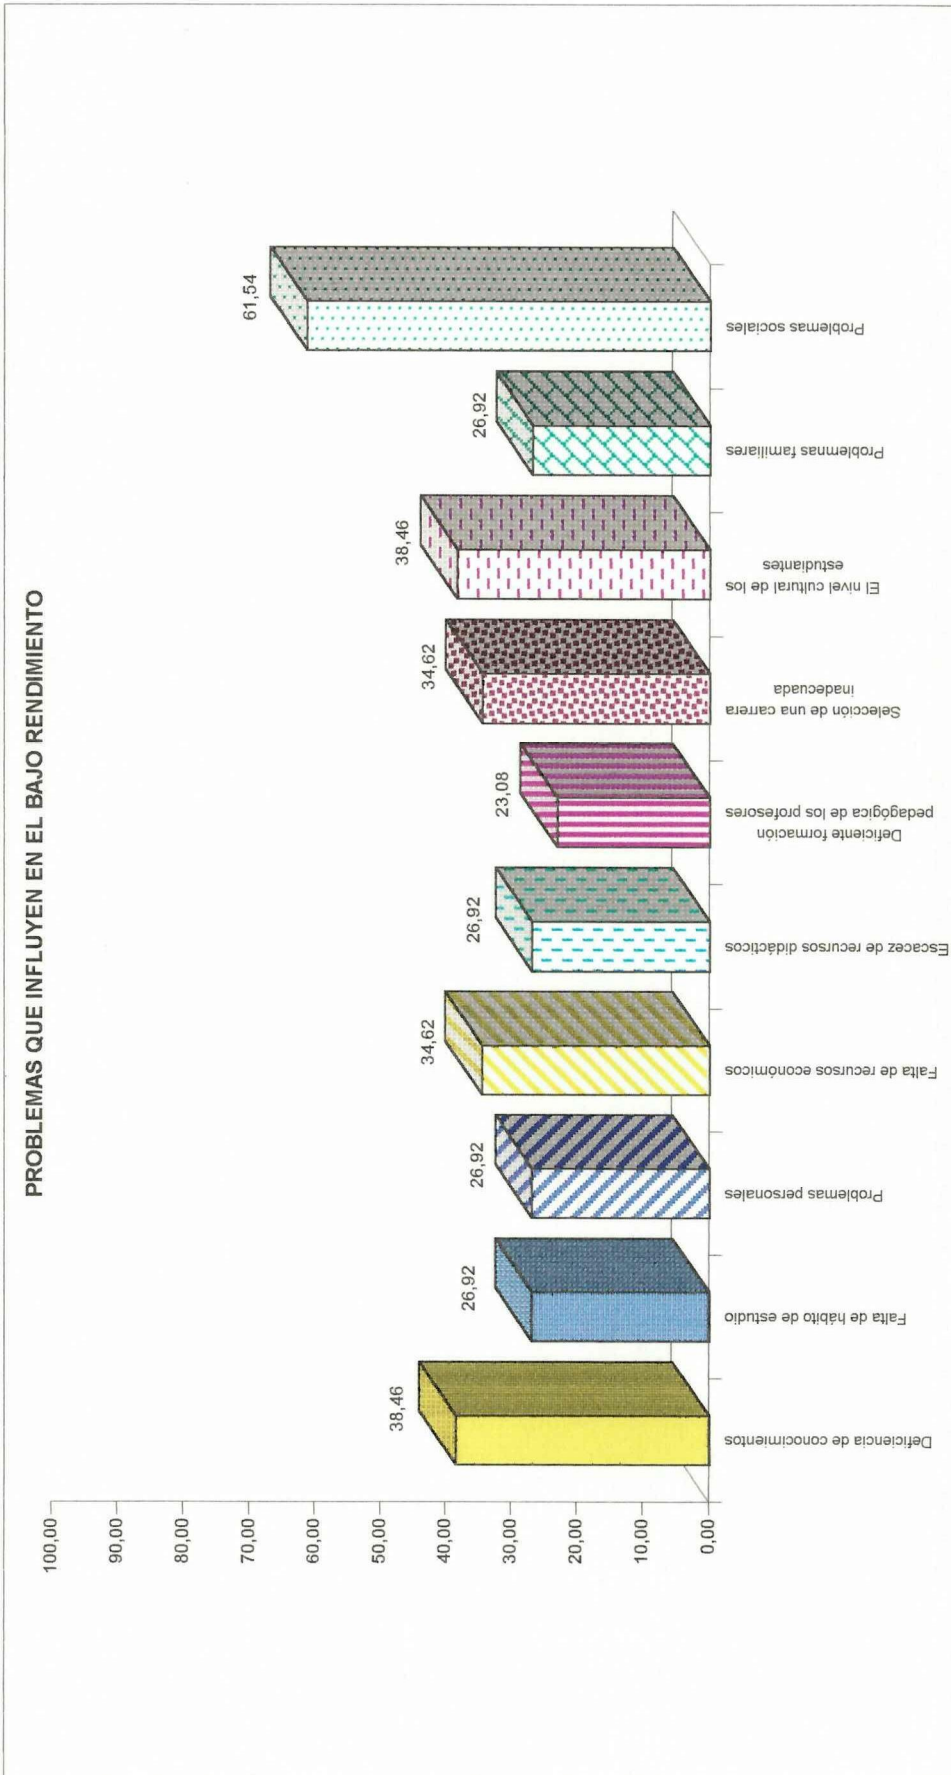 PROBLEMAS QUE INFLUYEN EN EL BAJO RENDIMIENTO
100,00
90,00
80,00
70,00
60,00
50,00
40,00
30,00
20,00
10,00
0,00
38,46
26,92
26,92
34,62
26,92
23,08
34,62
38,46
26,92
61,54
Deficiencia de conocimientos
Falta de hábito de estudio
Problemas personales
Falta de recursos económicos
Escacez de recursos didácticos
Deficiente formación
pedagógica de los profesores
Selección de una carrera
inadecuada
El nivel cultural de los
estudiantes
Problemnas familiares
Problemas sociales